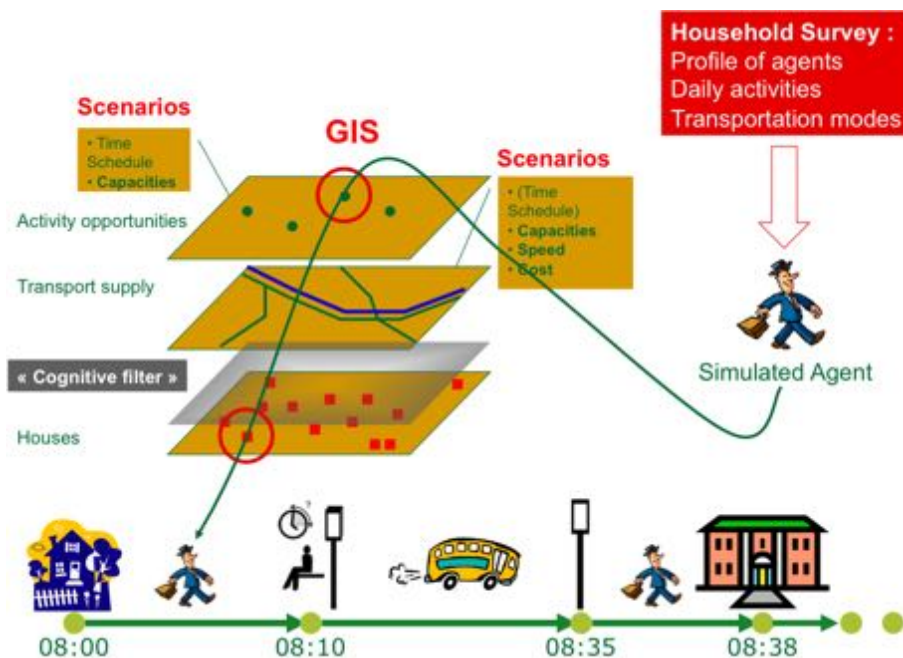 Household Survey :
Profile of agents
Daily activities
Transportation modes
Scenarios
• Time
Schedule
• Capacities
GIS
Scenarios
• (Time
Schedule)
• Capacities
• Speed
• Cost
Activity opportunities
Transport supply
« Cognitive filter »
Houses
Simulated Agent
08:00
08:10
08:35
08:38